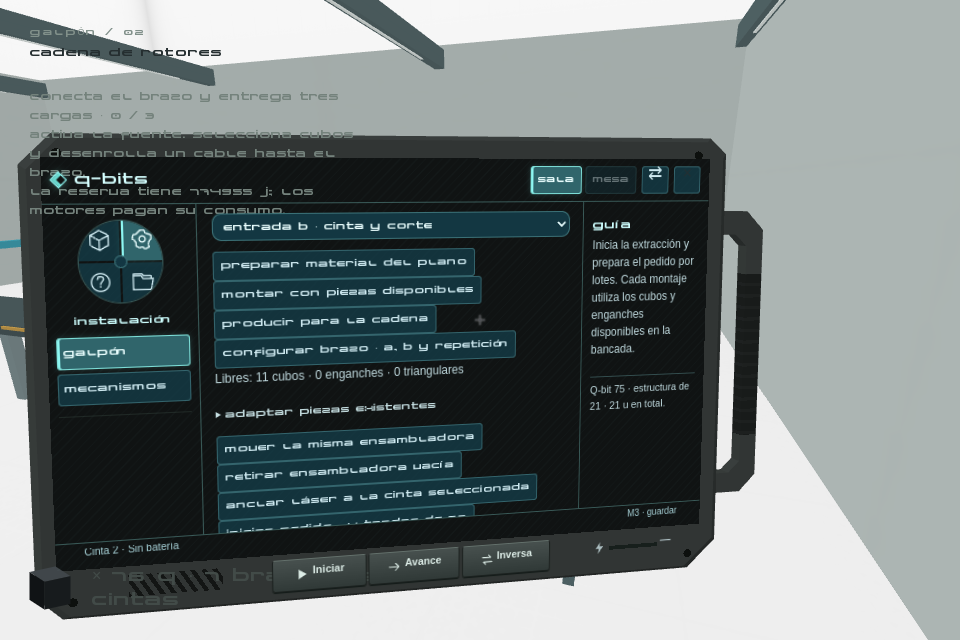 galpón / 02
cadena de rotores
conecta el brazo y entrega tres
cargas · 0 / 3
activa la fuente, selecciona cubos
y desenrolla un cable hasta el
brazo.
la reserva tiene 774955 j; los
motores pagan su consumo.
q-bits
sala
mesa
instalación
galpón
mecanismos
entrada b · cinta y corte
preparar material del plano
montar con piezas disponibles
producir para la cadena
configurar brazo · a, b y repetición
Libres: 11 cubos · 0 enganches · 0 triangulares
adaptar piezas existentes
mover la misma ensambladora
retirar ensambladora vacía
anclar láser a la cinta seleccionada
guía
Inicia la extracción y
prepara el pedido por
lotes. Cada montaje
utiliza los cubos y
enganches
disponibles en la
bancada.
Q-bit 75 · estructura de
21 · 21 u en total.
Cinta 2 · Sin batería
M3 · guardar
Iniciar
Avance
Inversa
× 75 q
bra
cintas